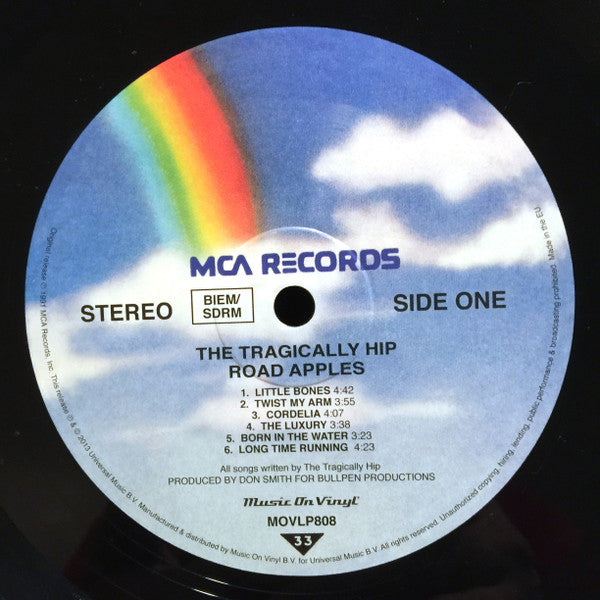 MCA RECORDS
STEREO
BIEM/
SDRM
SIDE ONE
THE TRAGICALLY HIP
ROAD APPLES
1. LITTLE BONES 4:42
2. TWIST MY ARM 3:55
3. CORDELIA 4:07
4. THE LUXURY 3:38
5. BORN IN THE WATER 3:23
6. LONG TIME RUNNING 4:23
All songs written by The Tragically Hip
PRODUCED BY DON SMITH FOR BULLPEN PRODUCTIONS
Music On Vinyl
MOVLP808
33
Original release ℗ 1991 MCA Records, Inc. This release ℗ & © 2013 Universal Music B.V. Manufactured & distributed by Music On Vinyl B.V. for Universal Music B.V. All rights reserved. Unauthorized copying, hiring, lending, public performance & broadcasting prohibited. Made in the EU